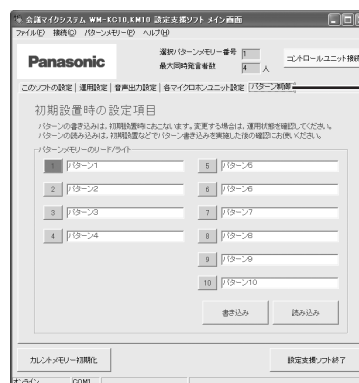 会議マイクシステム WM-KC10,KM10 設定支援ソフト メイン画面
ファイル(F) 接続(C) パターンメモリー(P) ヘルプ(H)
Panasonic
選択パターンメモリー番号 1
最大同時発言者数 4 人
コントロールユニット接続
このソフトの設定 運用設定 音声出力設定 各マイクロホンユニット設定 パターン制御
初期設置時の設定項目
パターンの書き込みは、初期設置時におこないます。変更する場合は、運用状態を確認してください。
パターンの読み込みは、初期設置などでパターン書き込みを実施した後の確認にお使いください。
パターンメモリーのリード/ライト
1 パターン1
2 パターン2
3 パターン3
4 パターン4
5 パターン5
6 パターン6
7 パターン7
8 パターン8
9 パターン9
10 パターン10
書き込み 読み込み
カレントメモリー初期化 設定支援ソフト終了
オンライン COM1